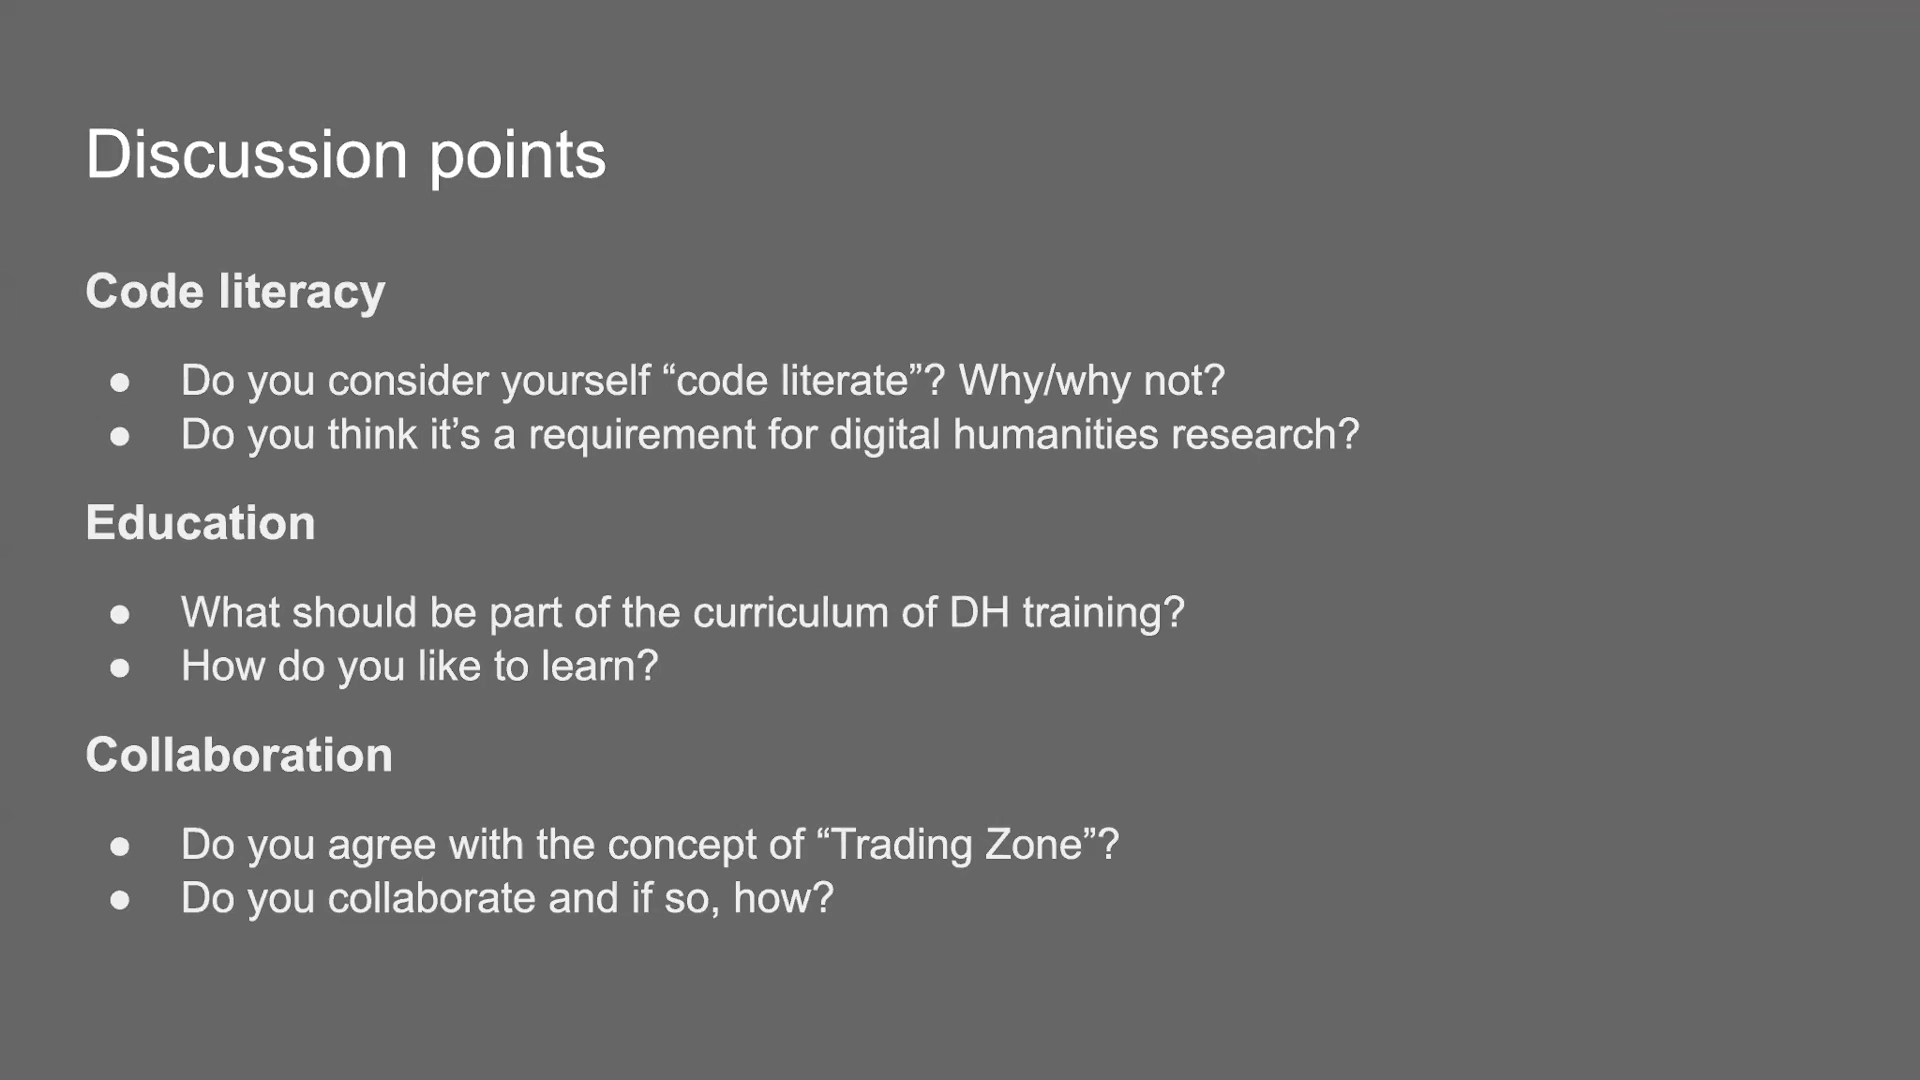 Discussion points
Code literacy
● Do you consider yourself “code literate”? Why/why not?
● Do you think it’s a requirement for digital humanities research?
Education
● What should be part of the curriculum of DH training?
● How do you like to learn?
Collaboration
● Do you agree with the concept of “Trading Zone”?
● Do you collaborate and if so, how?